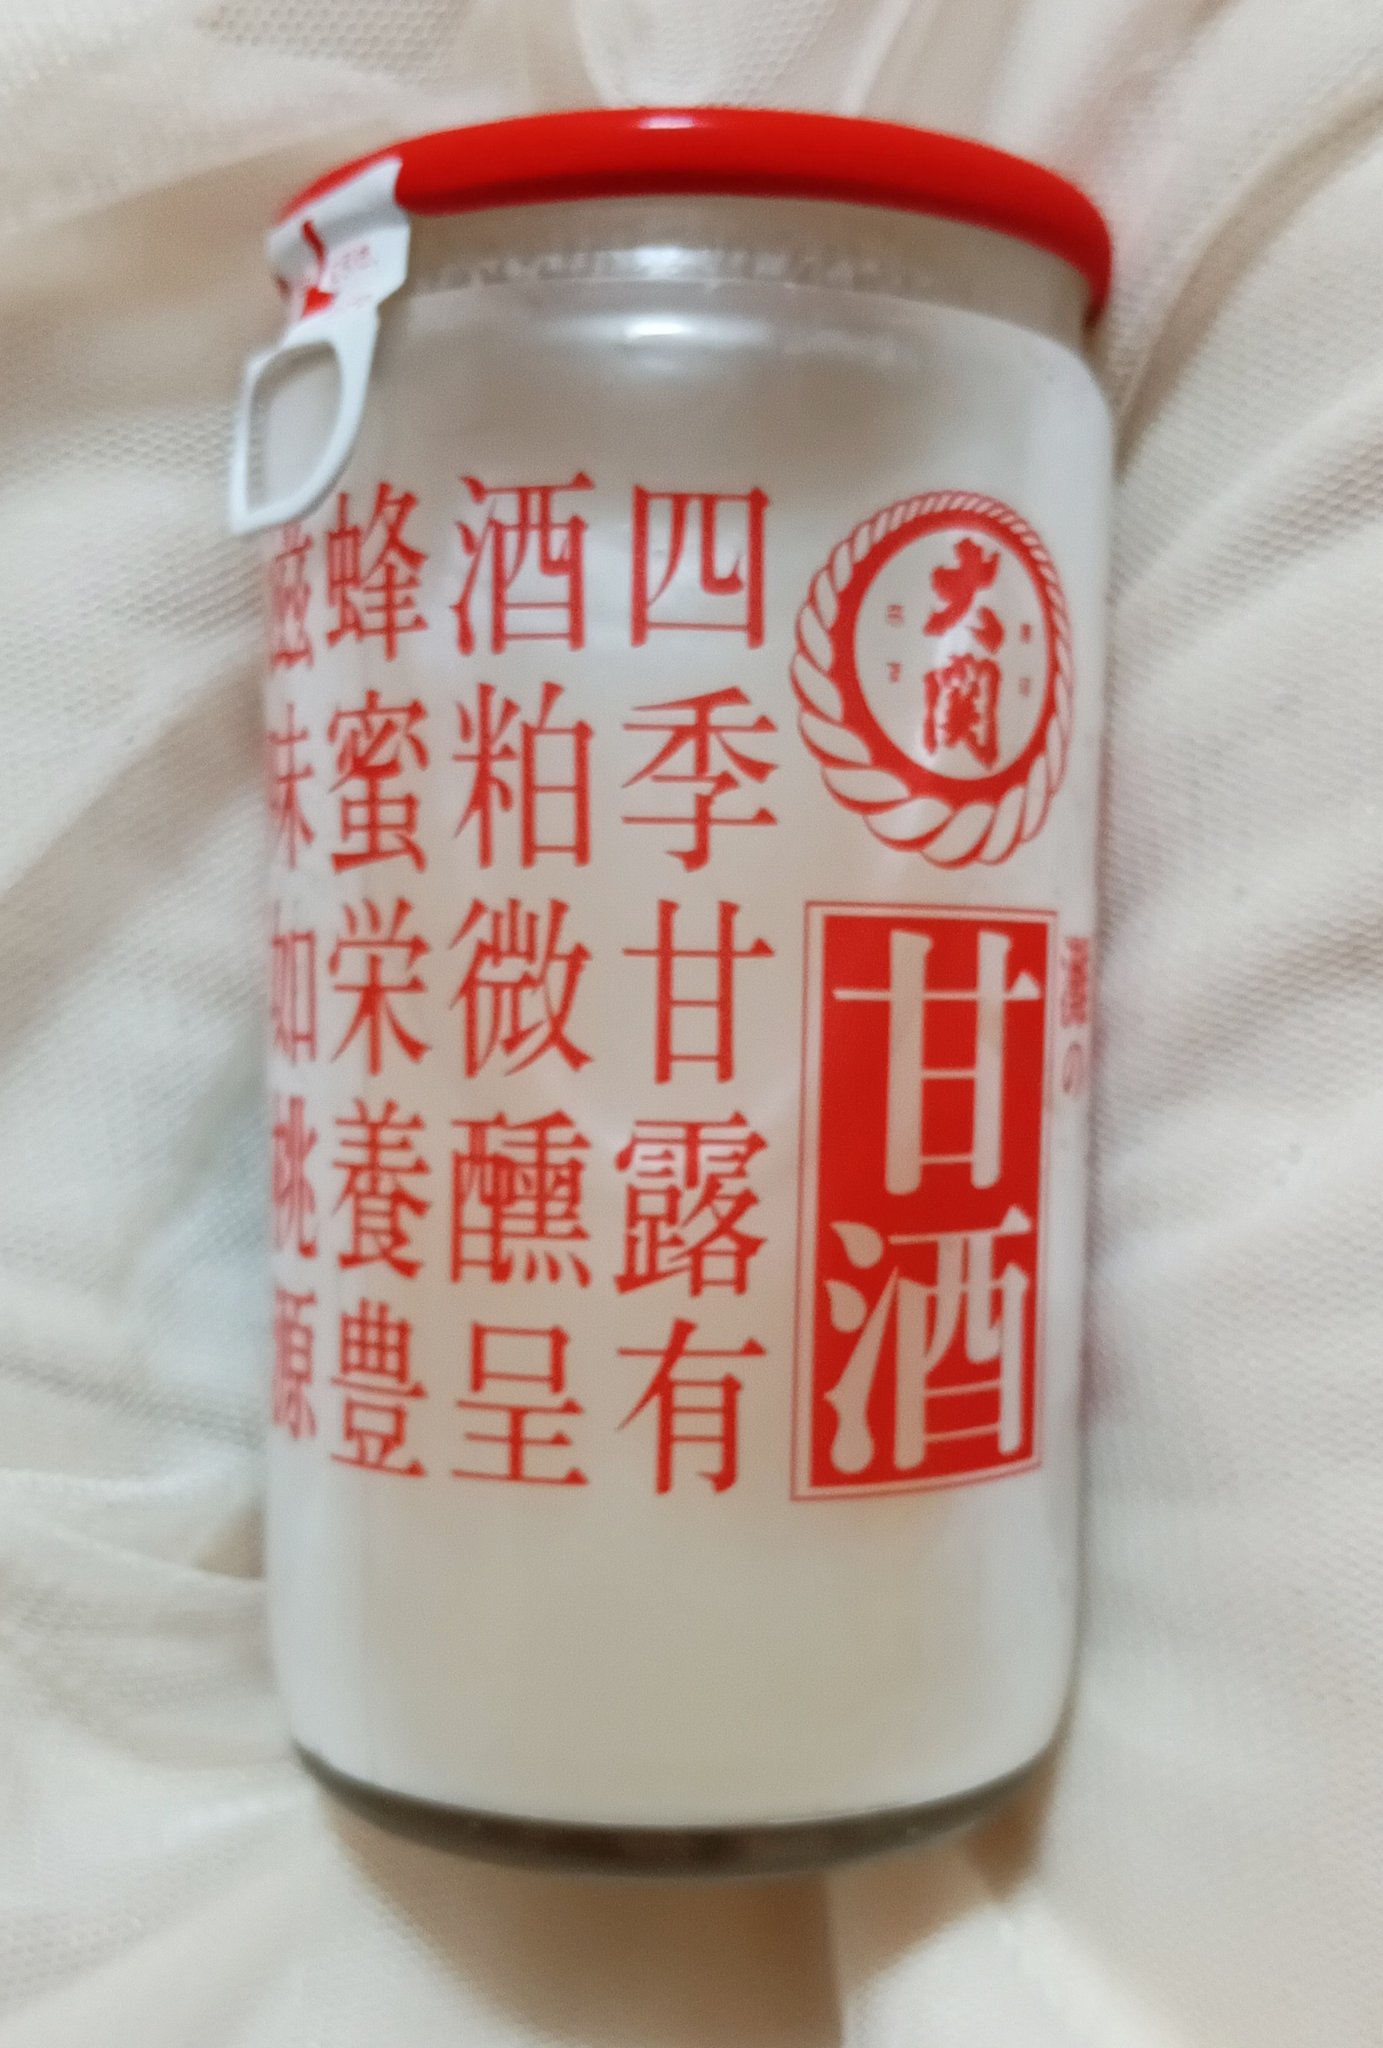 大関
灘の
甘酒
四季甘露有
酒粕微醺呈
蜂蜜栄養豊
滋味如桃源